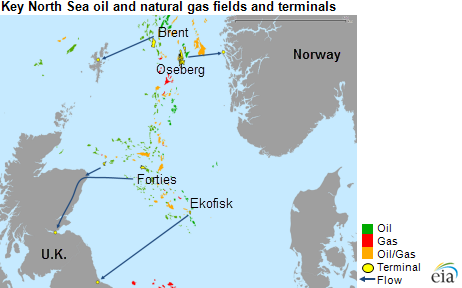 Key North Sea oil and natural gas fields and terminals
Brent
Norway
Oseberg
Forties
Ekofisk
U.K.
Oil
Gas
Oil/Gas
Terminal
Flow
eia